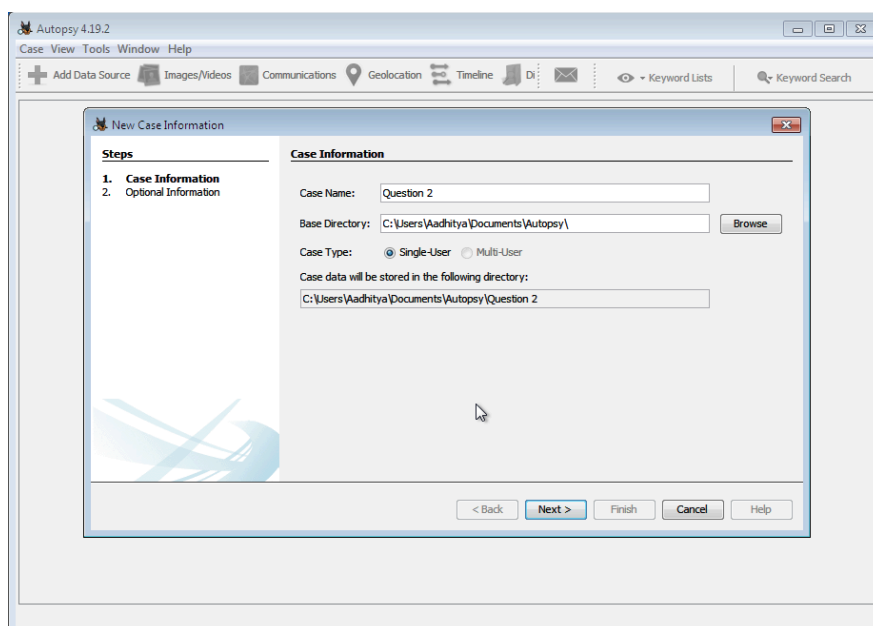 Autopsy 4.19.2
Case View Tools Window Help
Add Data Source Images/Videos Communications Geolocation Timeline Di Keyword Lists Keyword Search
New Case Information
Steps
1. Case Information
2. Optional Information
Case Information
Case Name: Question 2
Base Directory: C:\Users\Aadhitya\Documents\Autopsy\ Browse
Case Type: Single-User Multi-User
Case data will be stored in the following directory:
C:\Users\Aadhitya\Documents\Autopsy\Question 2
< Back Next > Finish Cancel Help